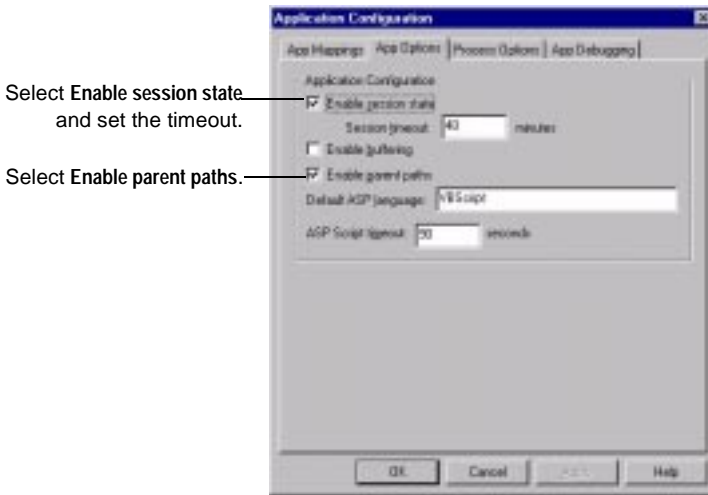 Application Configuration
App Mappings App Options Process Options App Debugging
Application Configuration
Select Enable session state
and set the timeout.
Enable session state
Session timeout: 40 minutes
Enable buffering
Select Enable parent paths.
Enable parent paths
Default ASP language: VBScript
ASP Script timeout: 90 seconds
OK Cancel Help